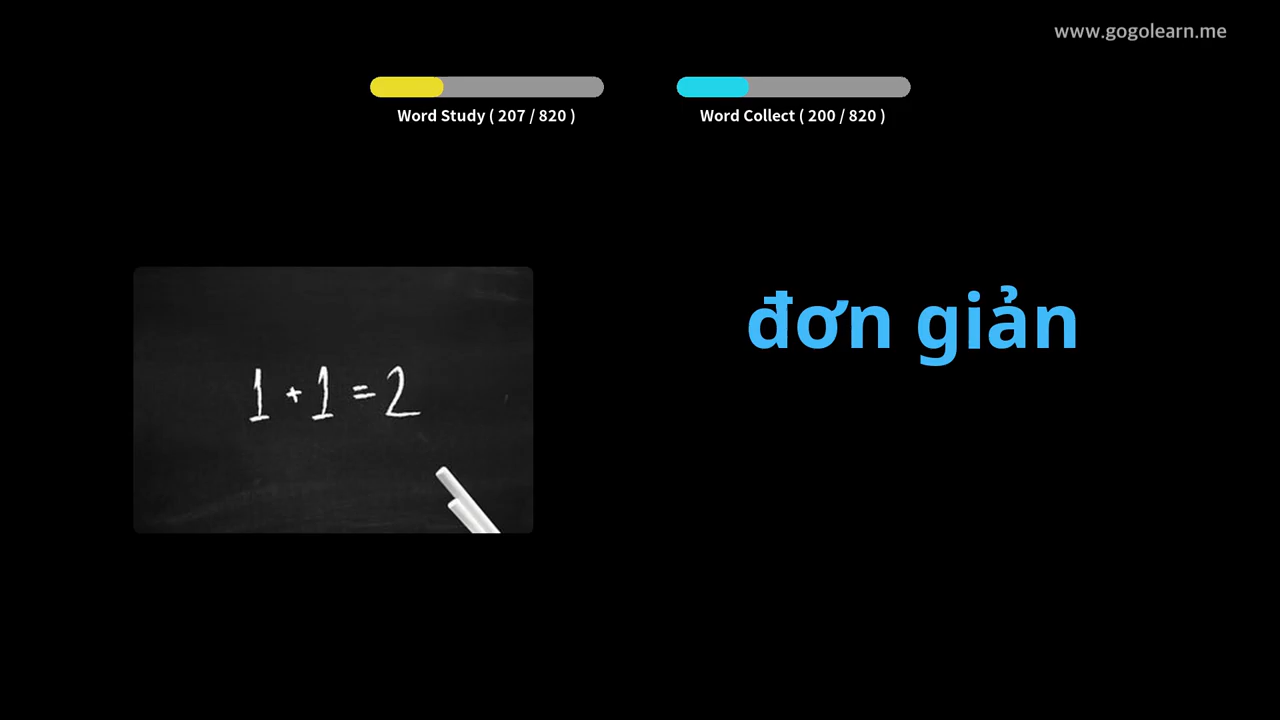 www.gogolearn.me
Word Study ( 207 / 820 )
Word Collect ( 200 / 820 )
đơn giản
1 + 1 = 2